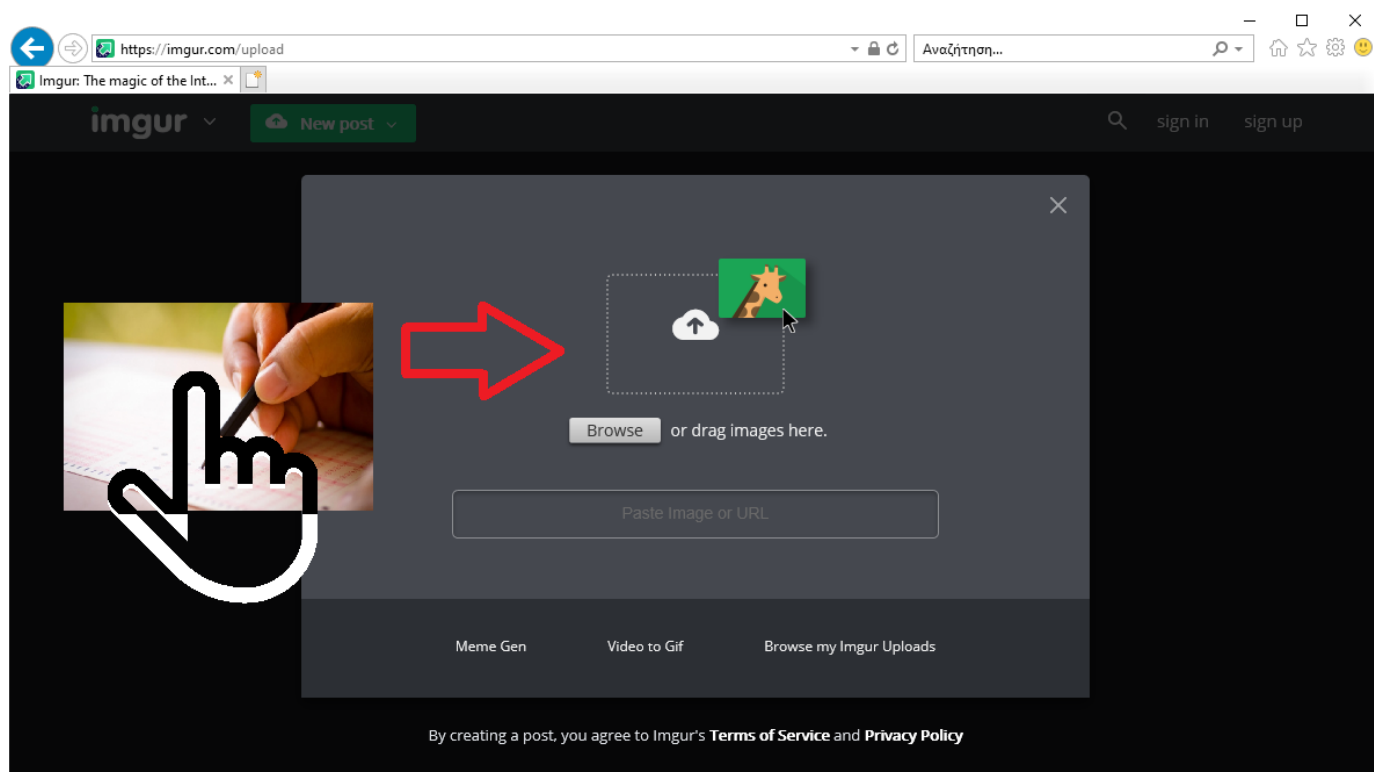 https://imgur.com/upload
Αναζήτηση...
Imgur: The magic of the Int...
imgur
New post
sign in
sign up
Browse or drag images here.
Paste Image or URL
Meme Gen
Video to Gif
Browse my Imgur Uploads
By creating a post, you agree to Imgur's Terms of Service and Privacy Policy